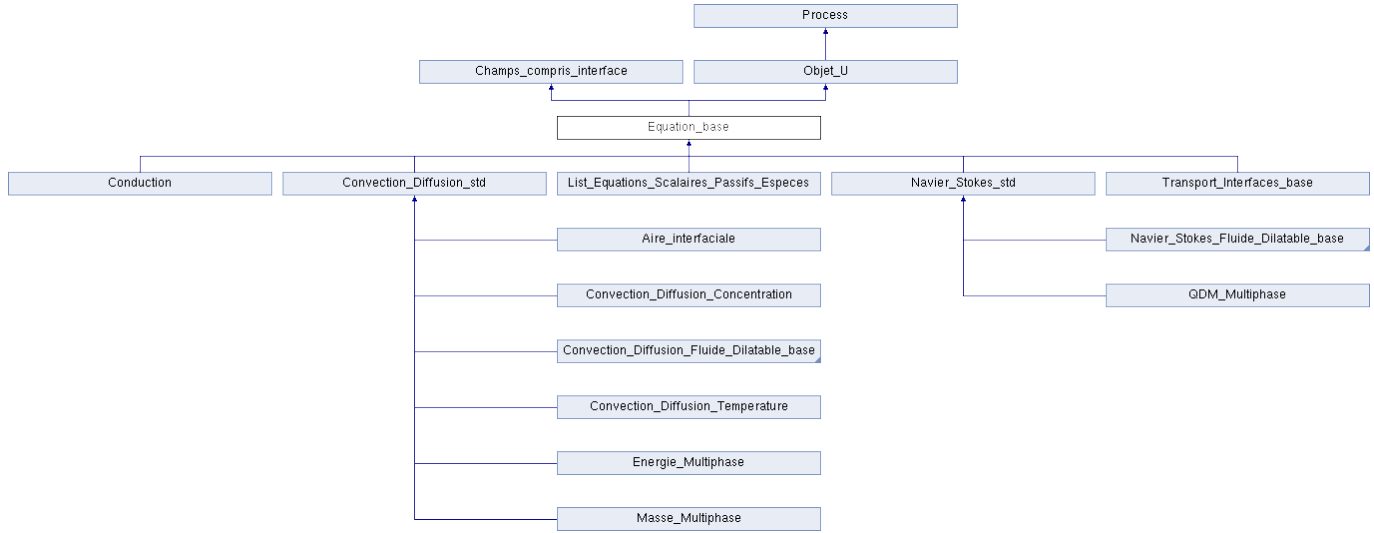 Process
Champs_compris_interface
Objet_U
Equation_base
Conduction
Convection_Diffusion_std
List_Equations_Scalaires_Passifs_Especes
Navier_Stokes_std
Transport_Interfaces_base
Aire_interfaciale
Navier_Stokes_Fluide_Dilatable_base
Convection_Diffusion_Concentration
QDM_Multiphase
Convection_Diffusion_Fluide_Dilatable_base
Convection_Diffusion_Temperature
Energie_Multiphase
Masse_Multiphase